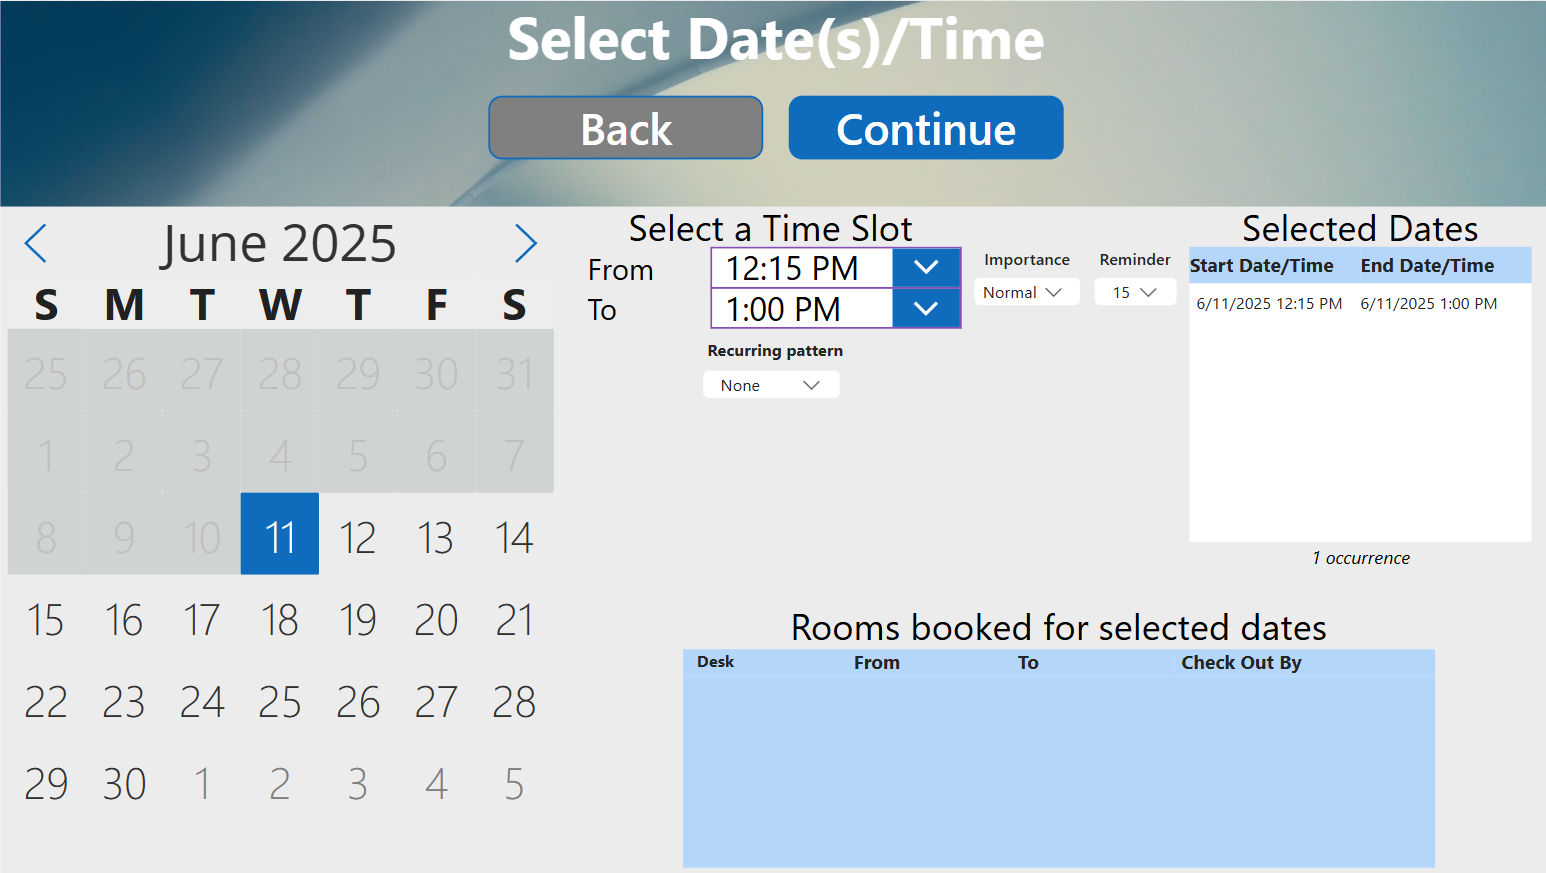 Select Date(s)/Time
Back
Continue
June 2025
S M T W T F S
25 26 27 28 29 30 31
1 2 3 4 5 6 7
8 9 10 11 12 13 14
15 16 17 18 19 20 21
22 23 24 25 26 27 28
29 30 1 2 3 4 5
Select a Time Slot
From 12:15 PM
To 1:00 PM
Importance
Normal
Reminder
15
Recurring pattern
None
Selected Dates
Start Date/Time End Date/Time
6/11/2025 12:15 PM 6/11/2025 1:00 PM
1 occurrence
Rooms booked for selected dates
Desk From To Check Out By